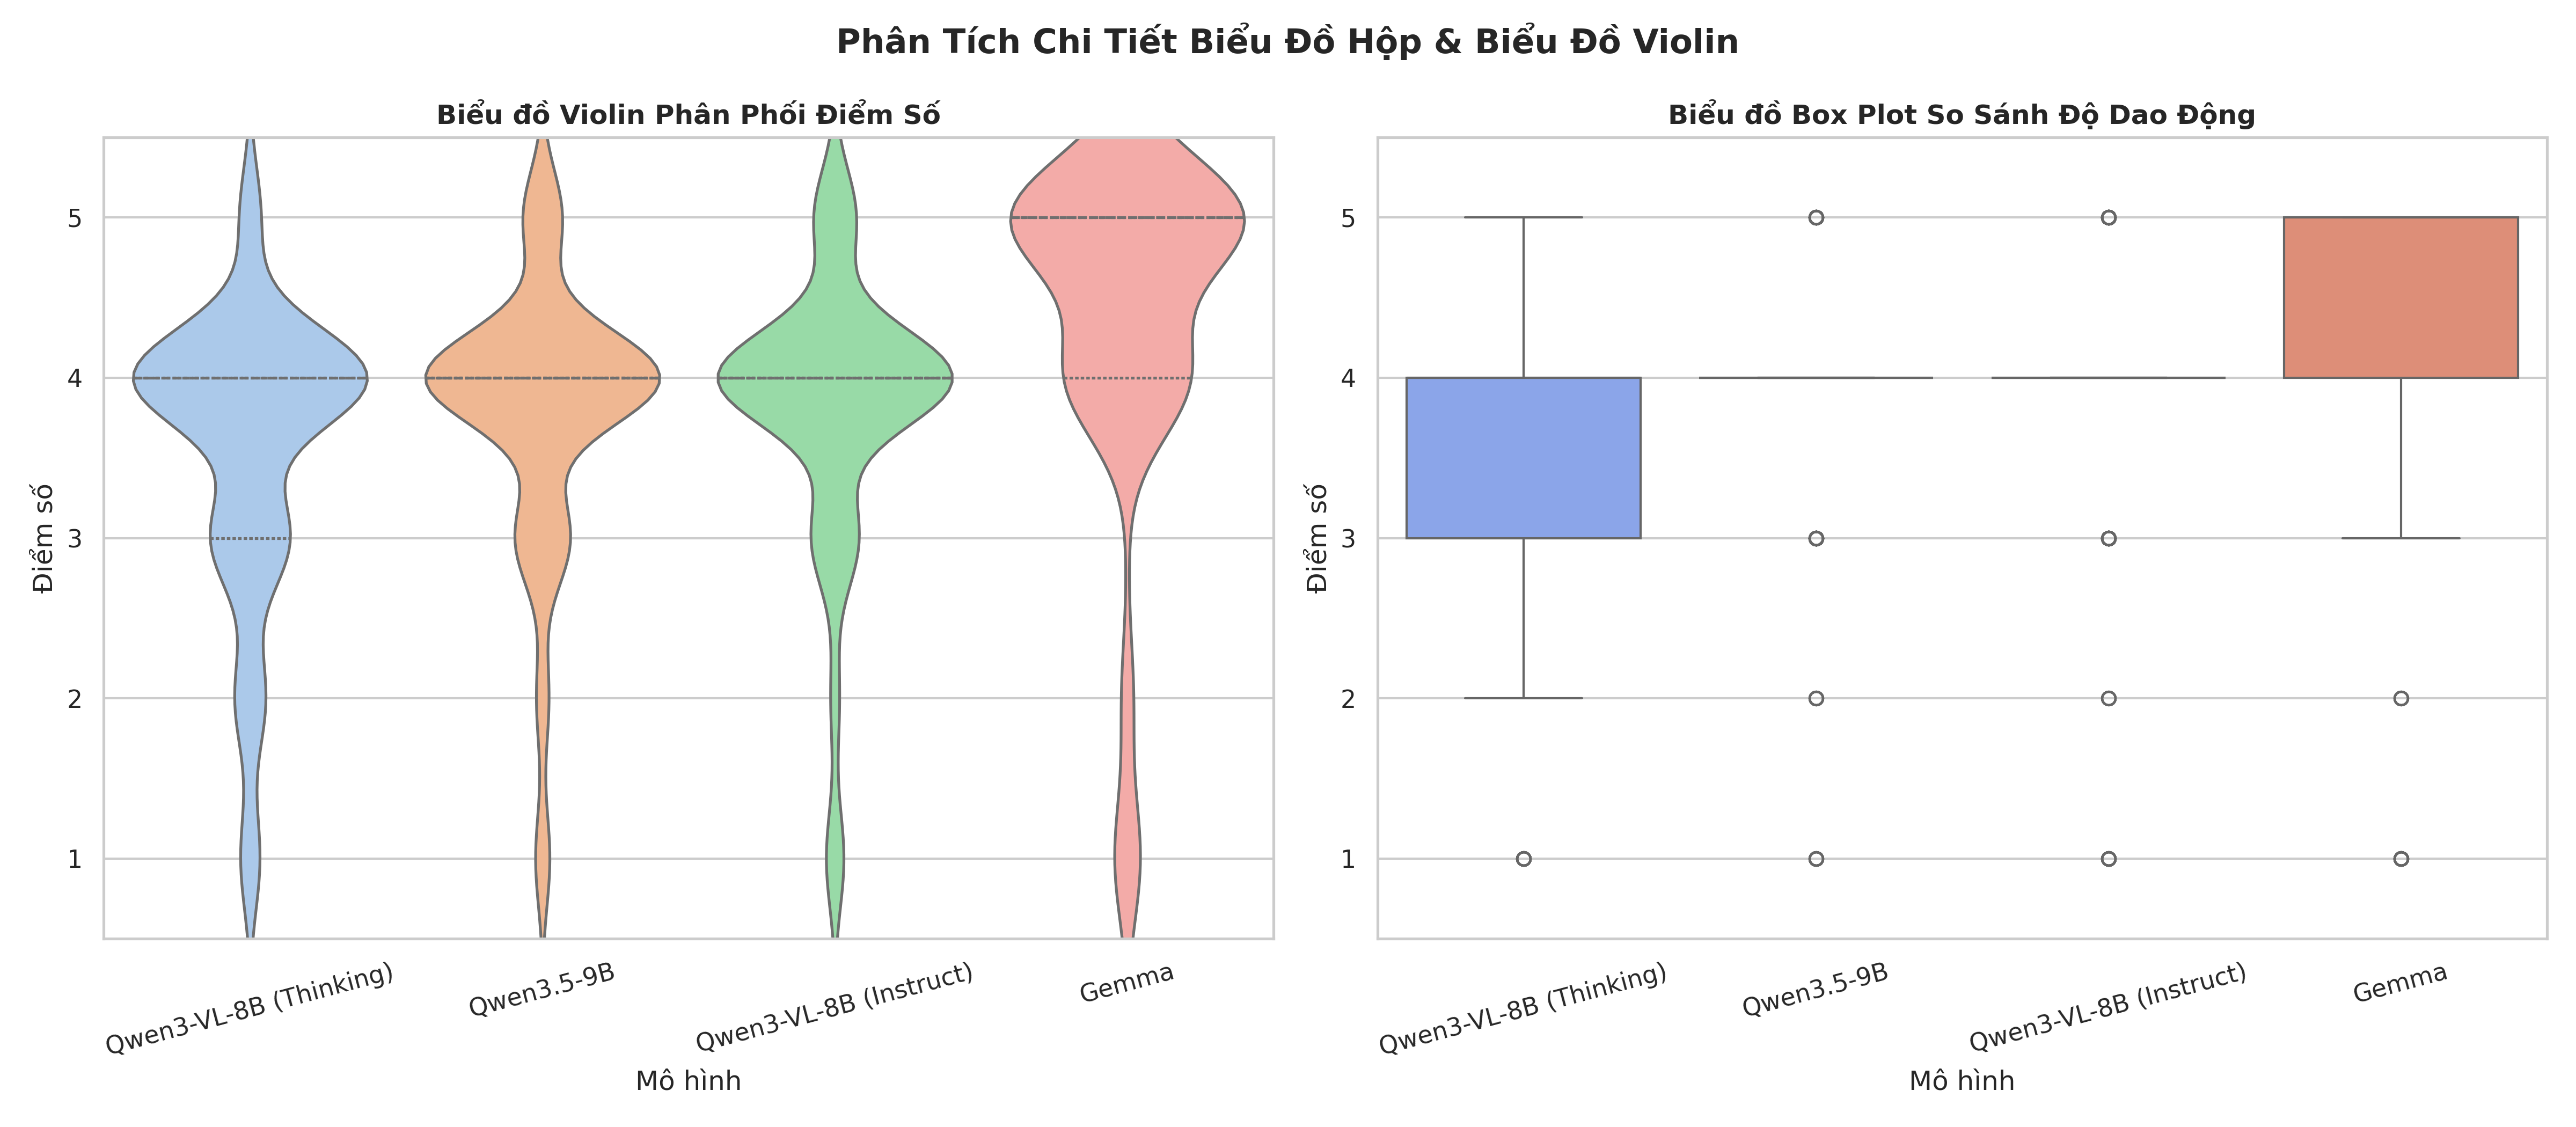 Phân Tích Chi Tiết Biểu Đồ Hộp & Biểu Đồ Violin
Biểu đồ Violin Phân Phối Điểm Số
Điểm số
5
4
3
2
1
Qwen3-VL-8B (Thinking)
Qwen3.5-9B
Qwen3-VL-8B (Instruct)
Gemma
Mô hình
Biểu đồ Box Plot So Sánh Độ Dao Động
Điểm số
5
4
3
2
1
Qwen3-VL-8B (Thinking)
Qwen3.5-9B
Qwen3-VL-8B (Instruct)
Gemma
Mô hình